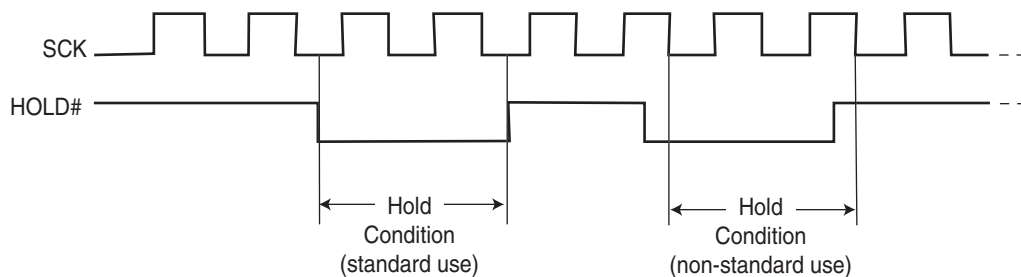 SCK
HOLD#
Hold
Condition
(standard use)
Hold
Condition
(non-standard use)